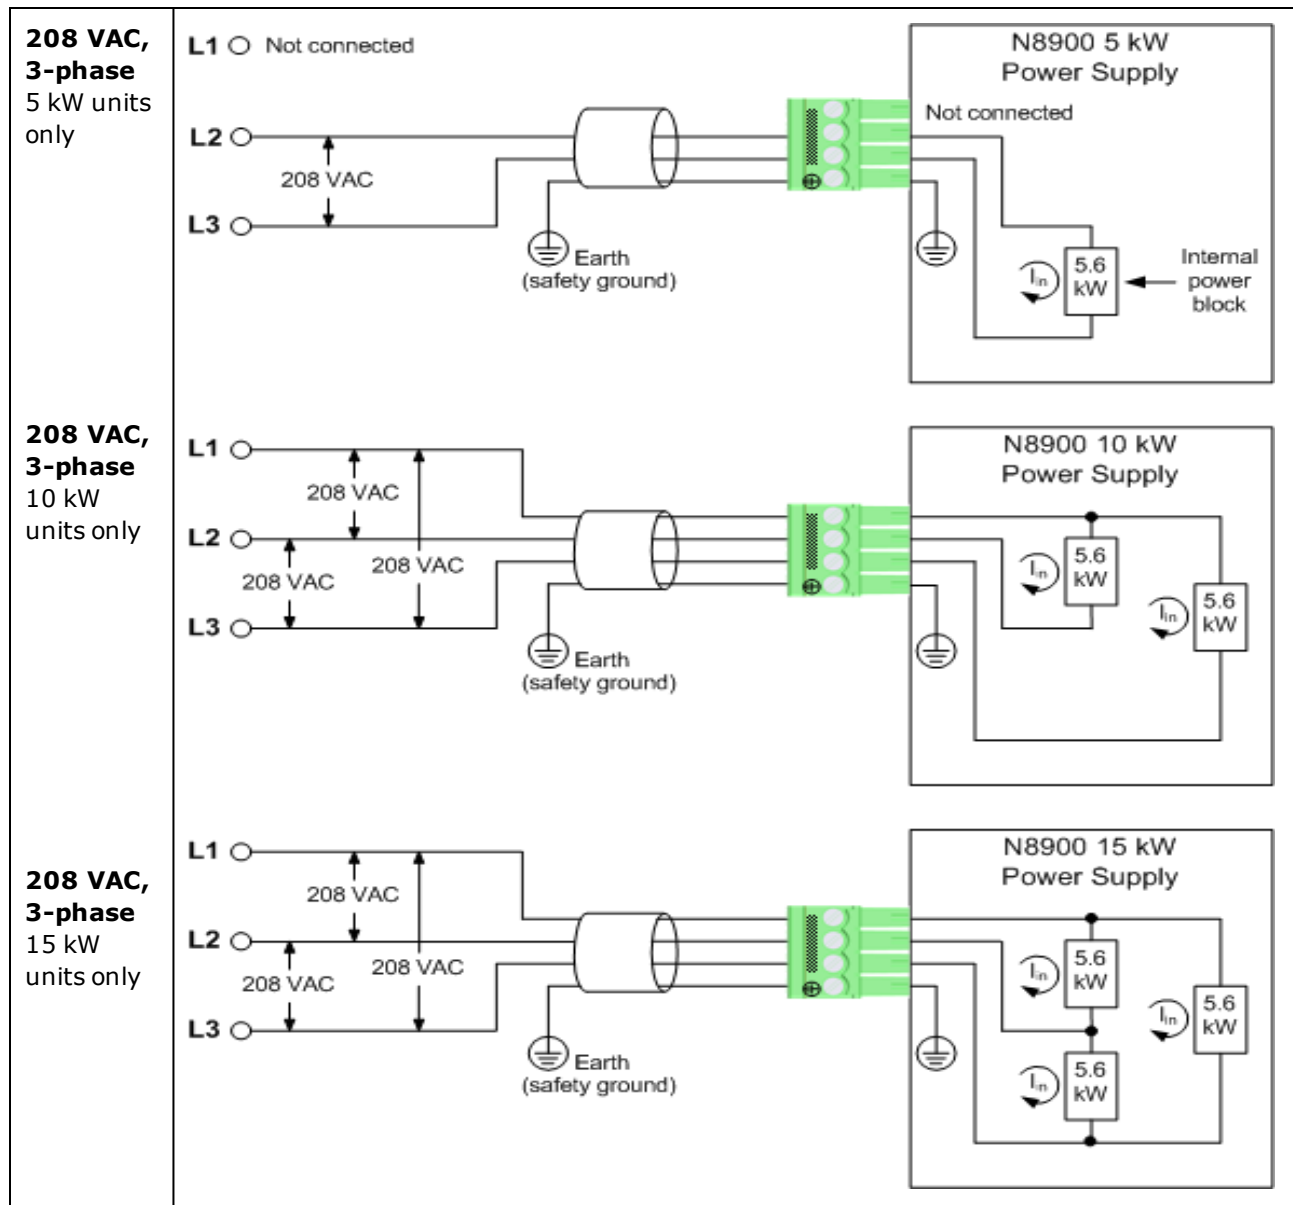 208 VAC,
3-phase
5 kW units
only
L1 Not connected
L2
208 VAC
L3
Earth
(safety ground)
N8900 5 kW
Power Supply
Not connected
Iin
5.6
kW
Internal
power
block
208 VAC,
3-phase
10 kW
units only
L1
208 VAC
L2
208 VAC
208 VAC
L3
Earth
(safety ground)
N8900 10 kW
Power Supply
Iin
5.6
kW
Iin
5.6
kW
208 VAC,
3-phase
15 kW
units only
L1
208 VAC
L2
208 VAC
208 VAC
L3
Earth
(safety ground)
N8900 15 kW
Power Supply
Iin
5.6
kW
Iin
5.6
kW
Iin
5.6
kW